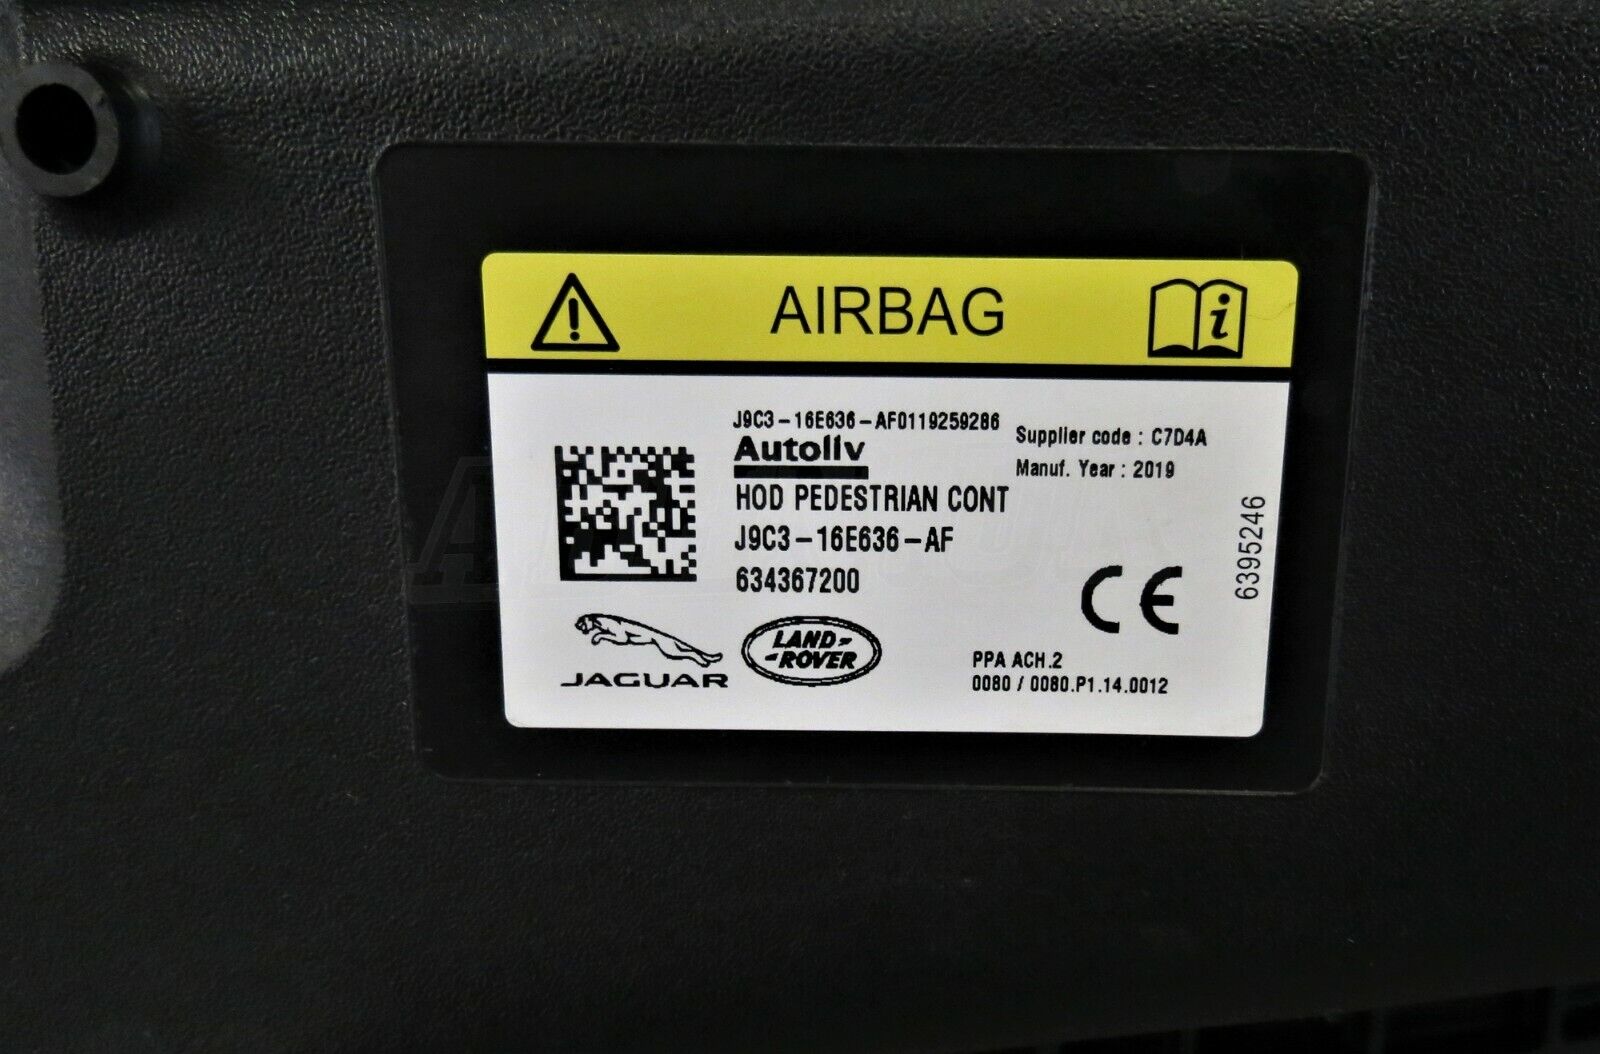 AIRBAG
J9C3-16E636-AF0119259286
Autoliv
Supplier code : C7D4A
Manuf. Year : 2019
HOD PEDESTRIAN CONT
J9C3-16E636-AF
634367200
6395246
CE
JAGUAR
LAND-
-ROVER
PPA ACH.2
0080 / 0080.P1.14.0012